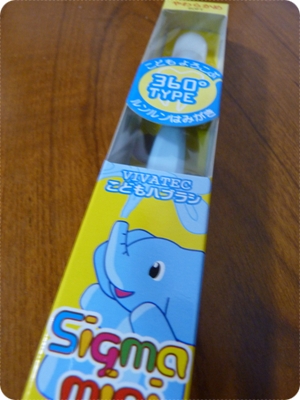 こどもよろこぶ
360°
TYPE
ルンルンはみがき
VIVATEC
こどもハブラシ
Sigma
mini